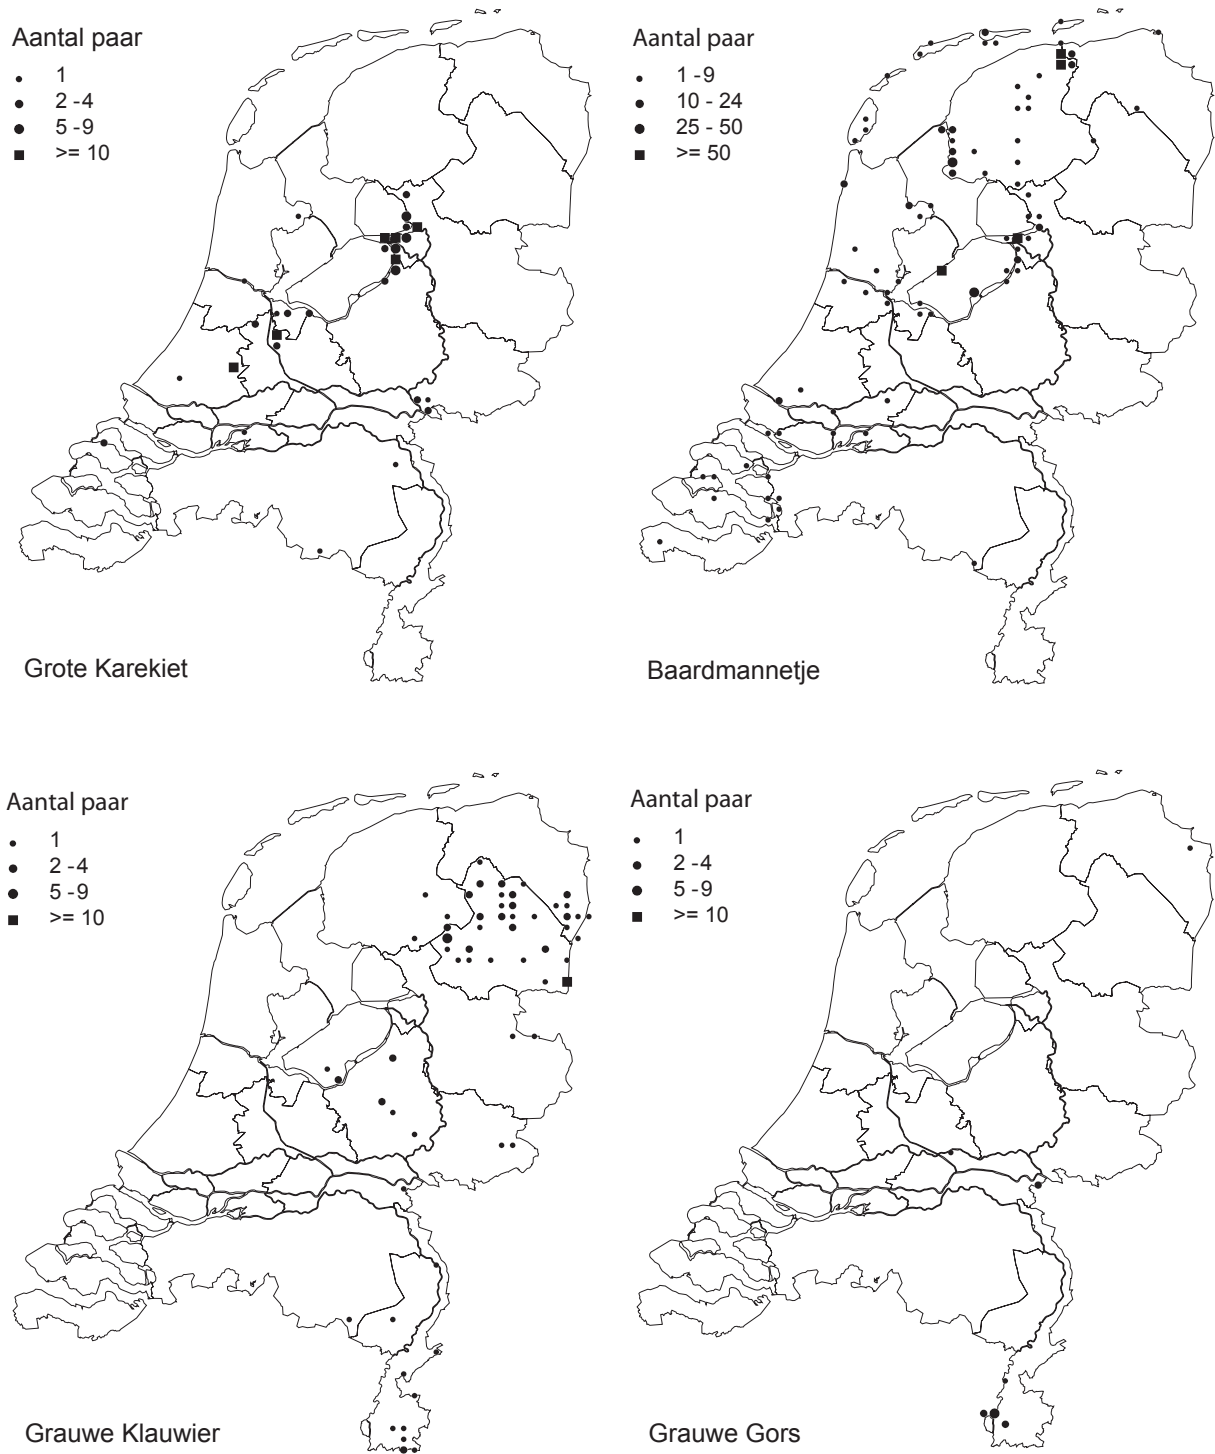 Aantal paar
1
2 - 4
5 - 9
>= 10
Grote Karekiet
Aantal paar
1 - 9
10 - 24
25 - 50
>= 50
Baardmannetje
Aantal paar
1
2 - 4
5 - 9
>= 10
Grauwe Klauwier
Aantal paar
1
2 - 4
5 - 9
>= 10
Grauwe Gors